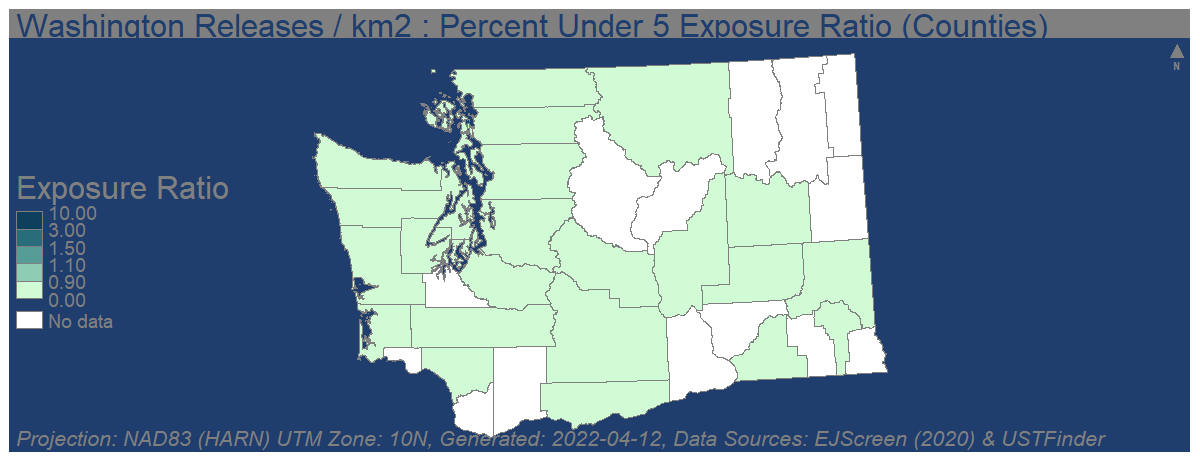 Washington Releases / km2 : Percent Under 5 Exposure Ratio (Counties)
N
Exposure Ratio
10.00
3.00
1.50
1.10
0.90
0.00
No data
Projection: NAD83 (HARN) UTM Zone: 10N, Generated: 2022-04-12, Data Sources: EJScreen (2020) & USTFinder